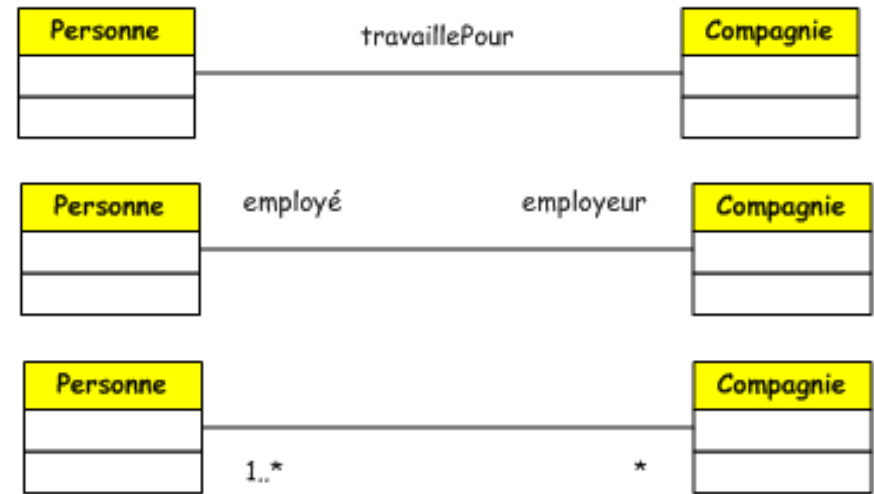 Personne travaillePour Compagnie
Personne employé employeur Compagnie
Personne Compagnie
1..* *